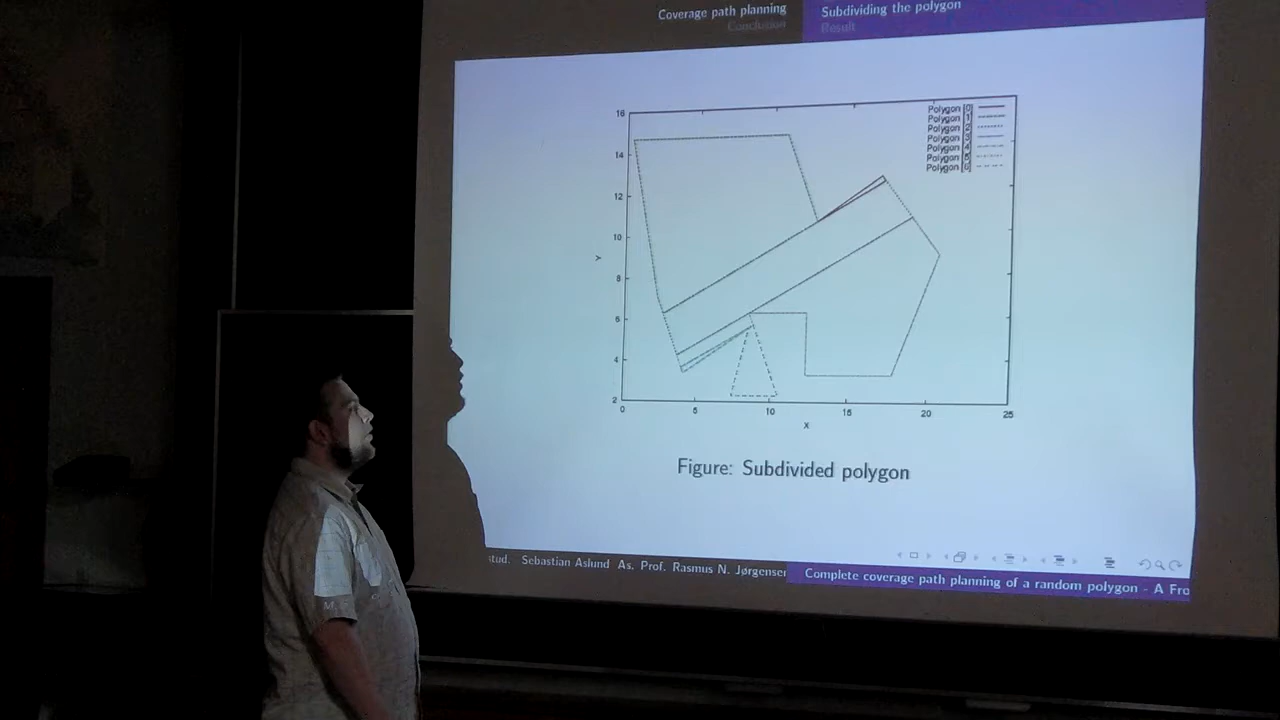 Coverage path planning
Conclusion
Subdividing the polygon
Result
Polygon [0]
Polygon [1]
Polygon [2]
Polygon [3]
Polygon [4]
Polygon [5]
Polygon [6]
16
14
12
10
8
6
4
2
Y
0 5 10 15 20 25
X
Figure: Subdivided polygon
stud. Sebastian Aslund As. Prof. Rasmus N. Jørgensen
Complete coverage path planning of a random polygon - A Fro